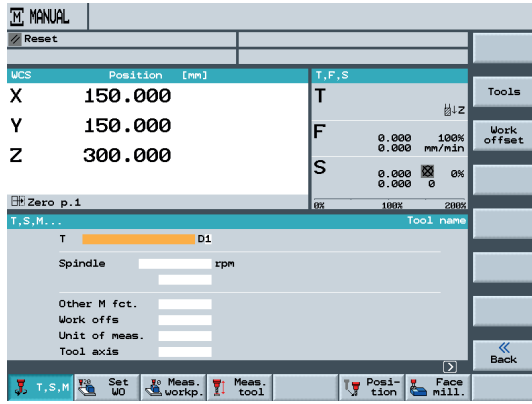 M MANUAL
Reset
WCS Position [mm] T,F,S
X 150.000
Y 150.000
Z 300.000
T
Z
F 0.000 100%
0.000 mm/min
S 0.000 0%
0.000 0
0% 100% 200%
Zero p.1
T,S,M... Tool name
T D1
Spindle rpm
Other M fct.
Work offs
Unit of meas.
Tool axis
Tools
Work
offset
Back
T,S,M
Set
WO
Meas.
workp.
Meas.
tool
Posi-
tion
Face
mill.